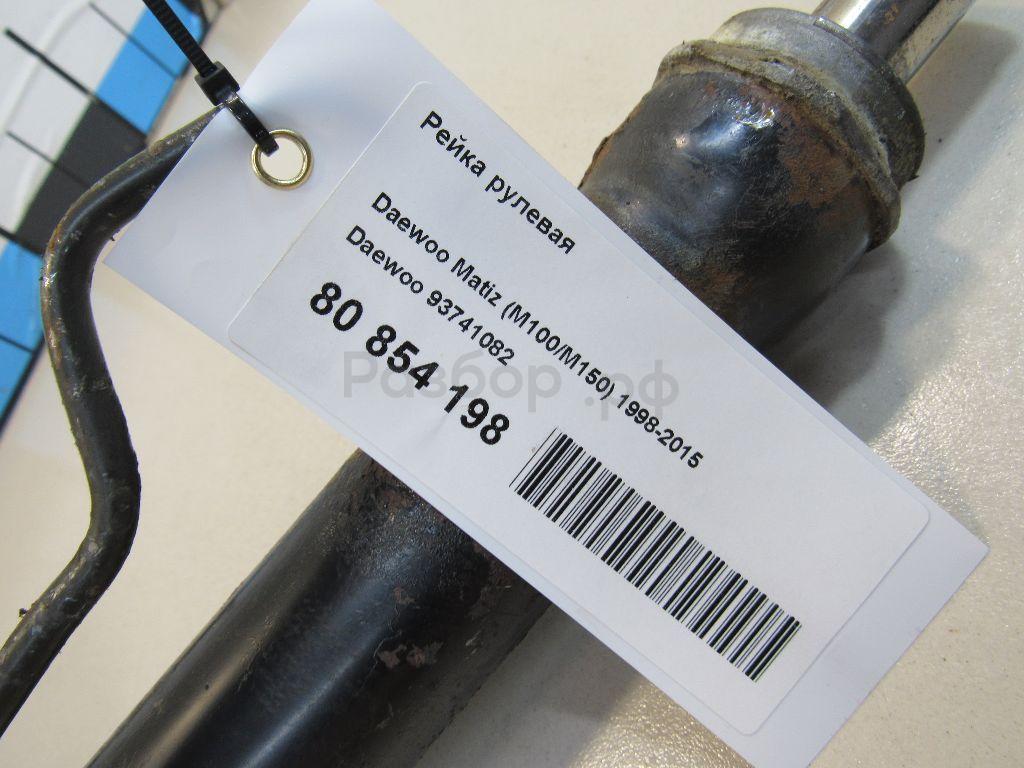 Рейка рулевая
Daewoo Matiz (M100/M150) 1998-2015
Daewoo 93741082
80 854 198
Разбор.рф